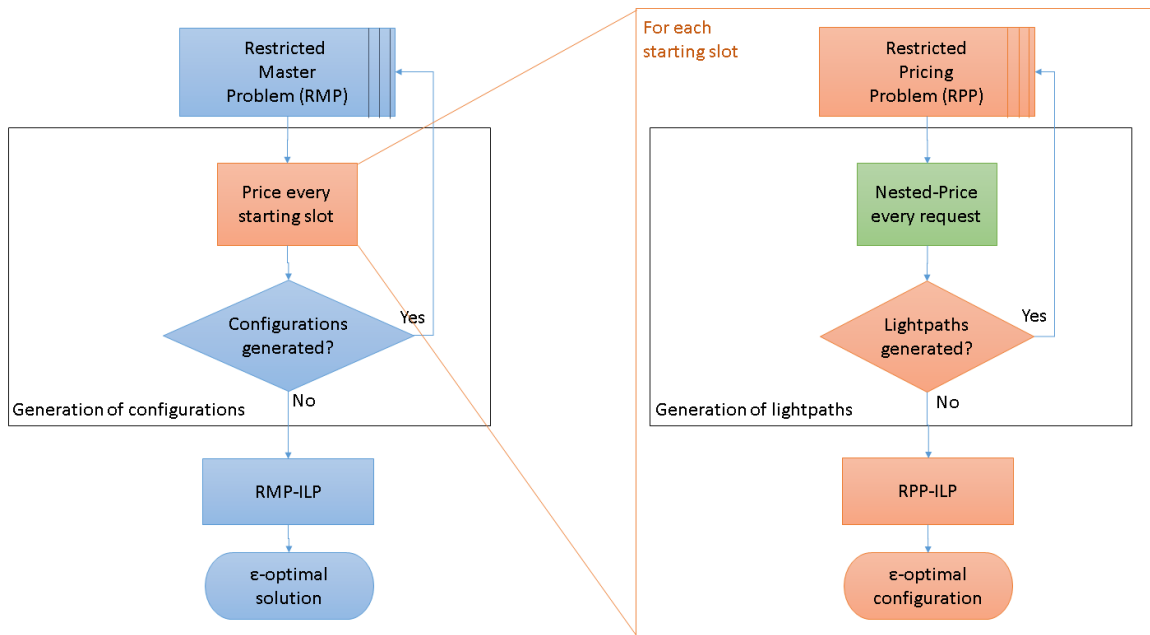 Restricted
Master
Problem (RMP)
Price every
starting slot
Configurations
generated?
Yes
No
Generation of configurations
RMP-ILP
ε-optimal
solution
For each
starting slot
Restricted
Pricing
Problem (RPP)
Nested-Price
every request
Lightpaths
generated?
Yes
No
Generation of lightpaths
RPP-ILP
ε-optimal
configuration